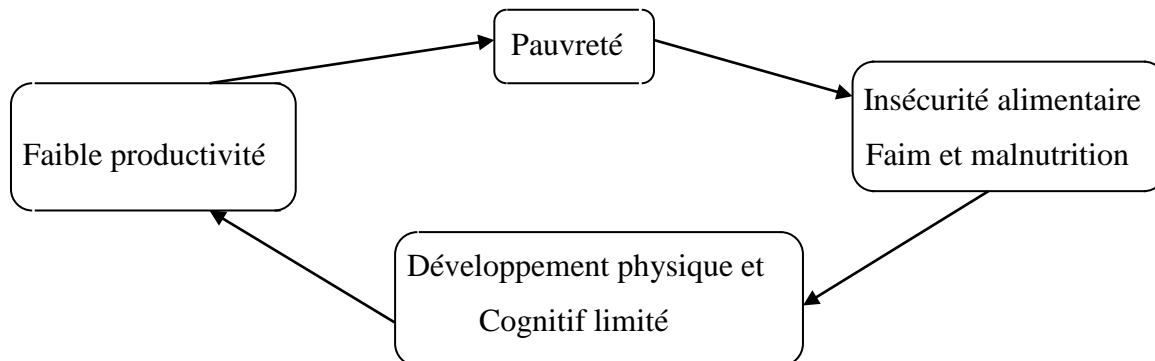 Pauvreté
Insécurité alimentaire
Faim et malnutrition
Faible productivité
Développement physique et
Cognitif limité